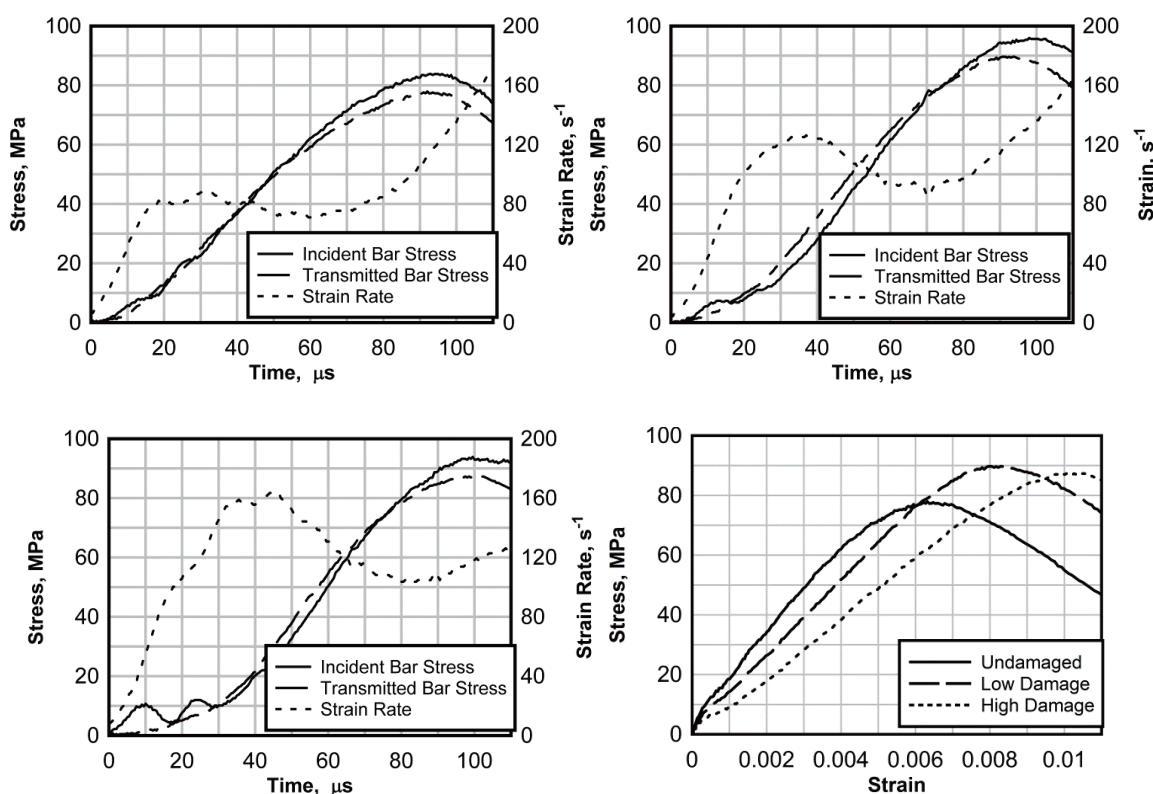 100
80
60
40
20
0
Stress, MPa
200
160
120
80
40
0
Strain Rate, s-1
Incident Bar Stress
Transmitted Bar Stress
Strain Rate
0 20 40 60 80 100
Time, μs
100
80
60
40
20
0
Stress, MPa
200
160
120
80
40
0
Strain, s-1
Incident Bar Stress
Transmitted Bar Stress
Strain Rate
0 20 40 60 80 100
Time, μs
100
80
60
40
20
0
Stress, MPa
200
160
120
80
40
0
Strain Rate, s-1
Incident Bar Stress
Transmitted Bar Stress
Strain Rate
0 20 40 60 80 100
Time, μs
100
80
60
40
20
0
Stress, MPa
Undamaged
Low Damage
High Damage
0 0.002 0.004 0.006 0.008 0.01
Strain